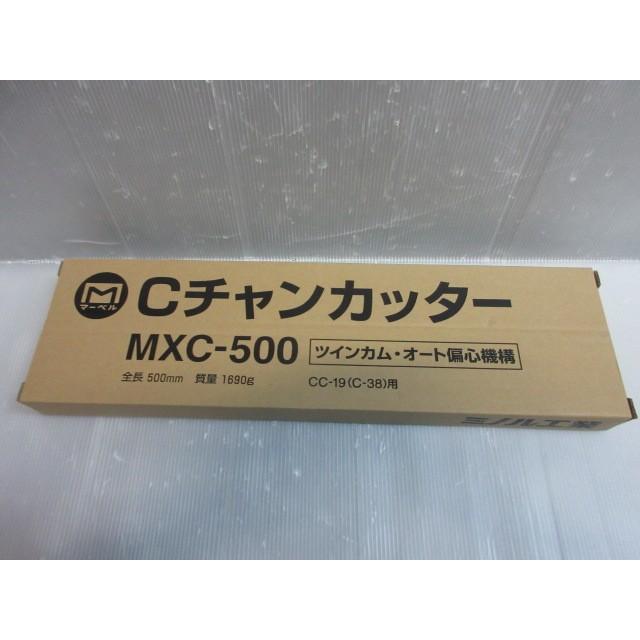 M
マーベル
Cチャンカッター
MXC-500 ツインカム・オート偏心機構
全長 500mm 質量 1690g CC-19(C-38)用
ミノル工業